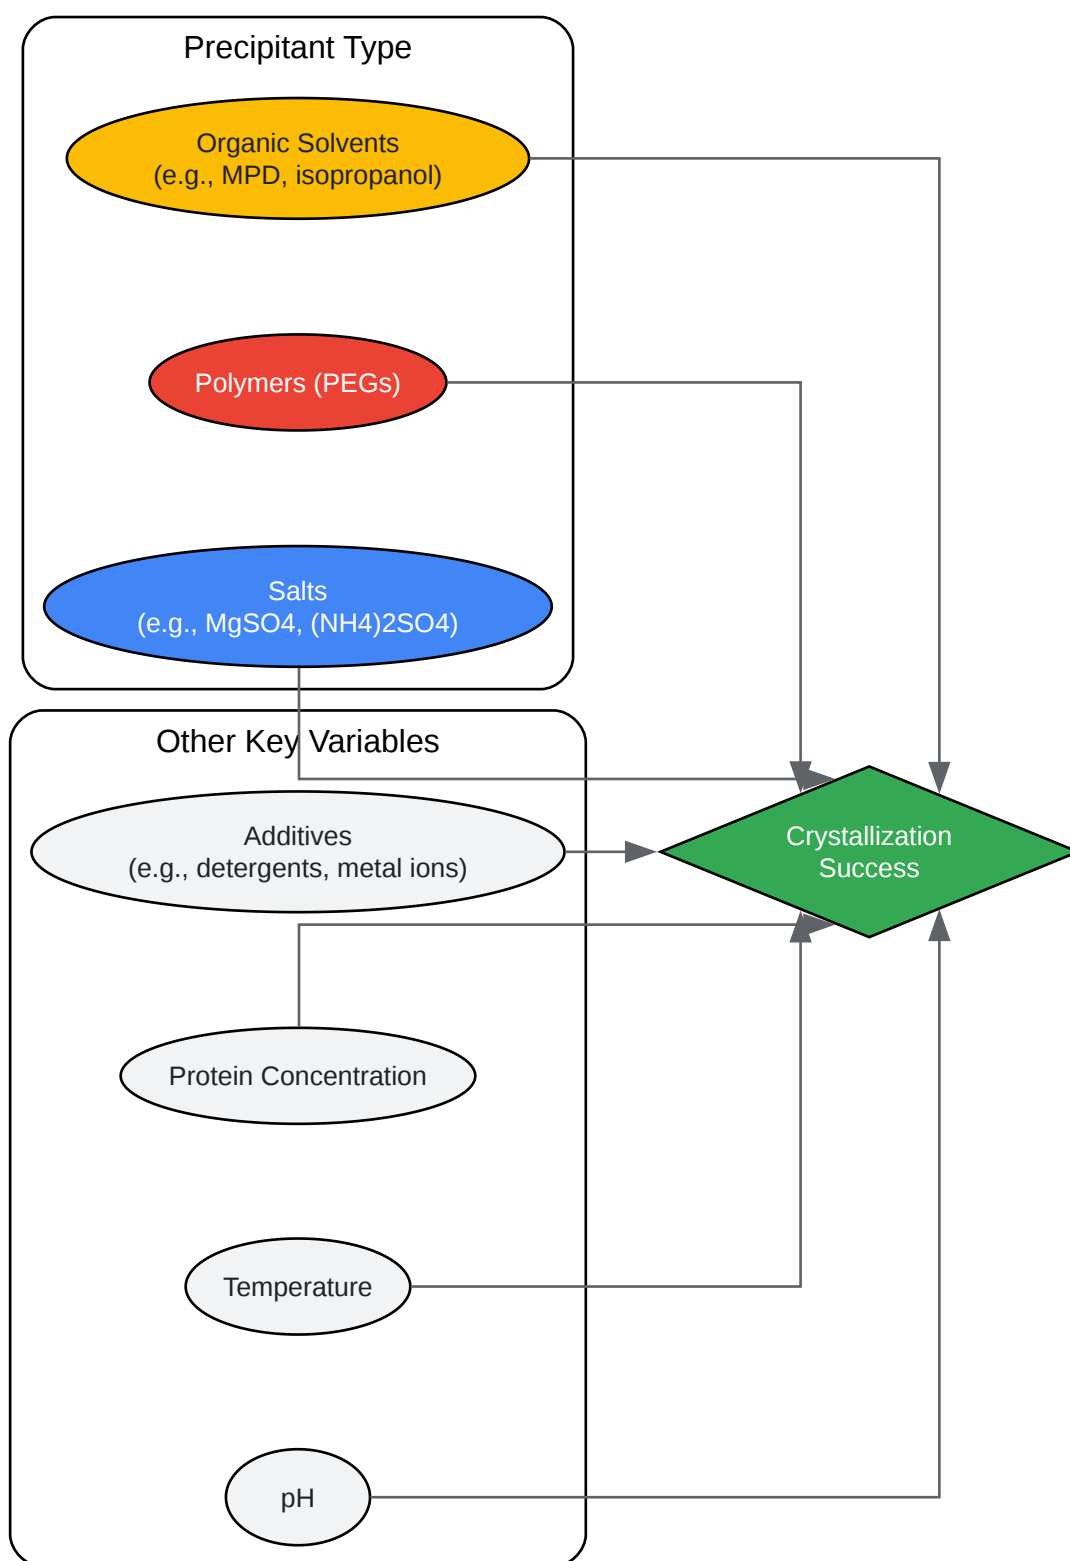 Precipitant Type
Organic Solvents
(e.g., MPD, isopropanol)
Polymers (PEGs)
Salts
(e.g., MgSO4, (NH4)2SO4)
Other Key Variables
Additives
(e.g., detergents, metal ions)
Crystallization
Success
Protein Concentration
Temperature
pH